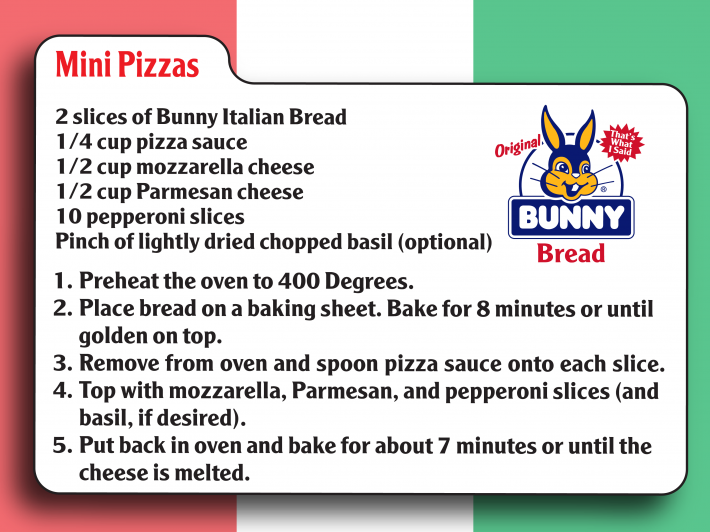 Mini Pizzas
2 slices of Bunny Italian Bread
1/4 cup pizza sauce
1/2 cup mozzarella cheese
1/2 cup Parmesan cheese
10 pepperoni slices
Pinch of lightly dried chopped basil (optional)
Original
That's
What
I Said
®
BUNNY
Bread
1. Preheat the oven to 400 Degrees.
2. Place bread on a baking sheet. Bake for 8 minutes or until
golden on top.
3. Remove from oven and spoon pizza sauce onto each slice.
4. Top with mozzarella, Parmesan, and pepperoni slices (and
basil, if desired).
5. Put back in oven and bake for about 7 minutes or until the
cheese is melted.